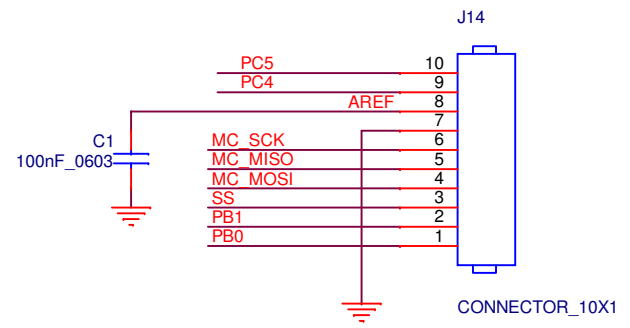 J14
PC5 10
PC4 9
AREF 8
7
C1
100nF_0603
MC_SCK 6
MC_MISO 5
MC_MOSI 4
SS 3
PB1 2
PB0 1
CONNECTOR_10X1